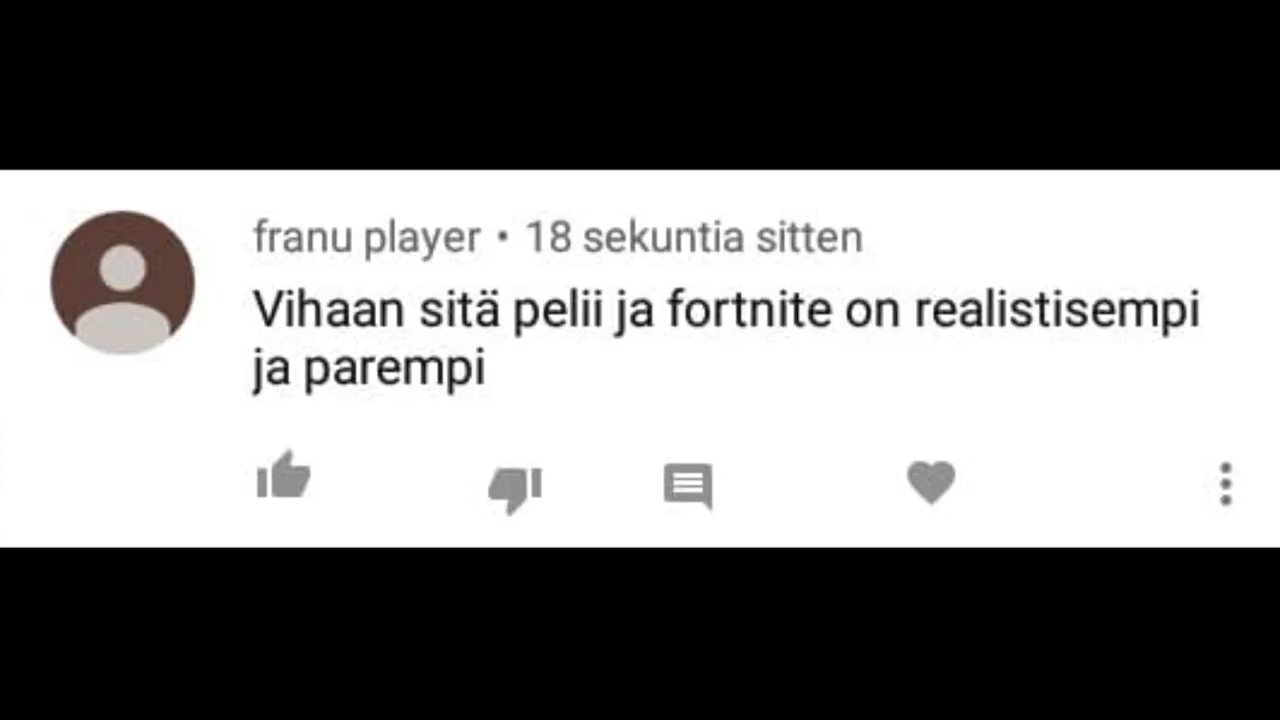 franu player • 18 sekuntia sitten
Vihaan sitä pelii ja fortnite on realistisempi
ja parempi